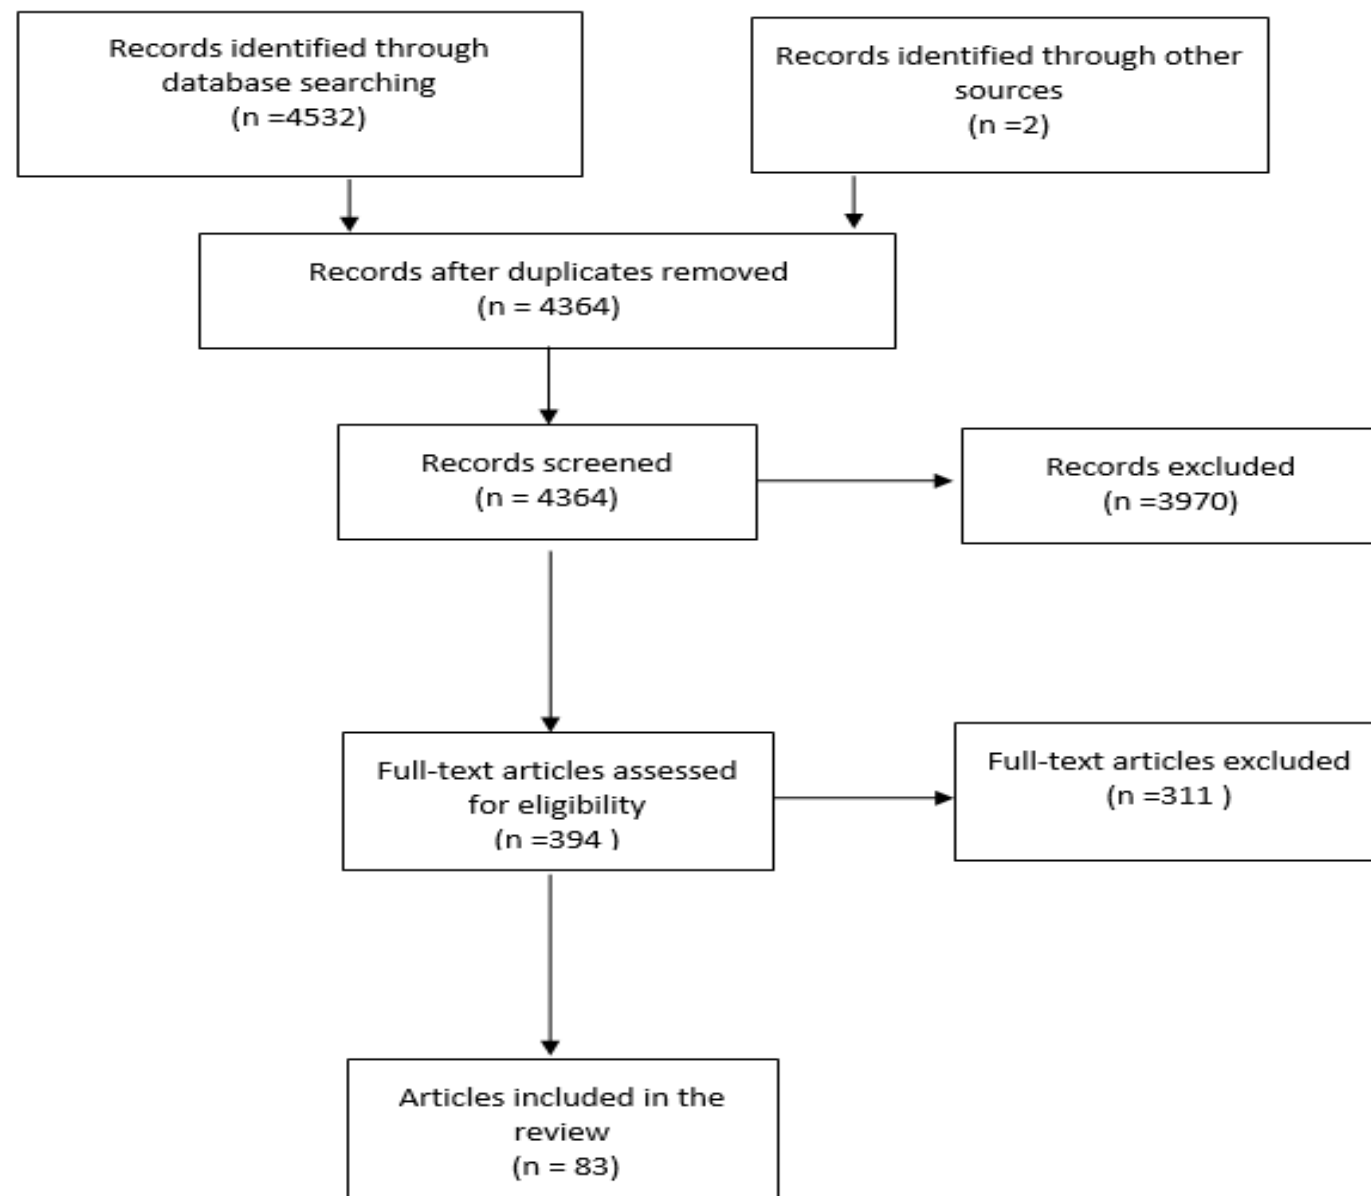 Records identified through
database searching
(n =4532)
Records identified through other
sources
(n =2)
Records after duplicates removed
(n = 4364)
Records screened
(n = 4364)
Records excluded
(n =3970)
Full-text articles assessed
for eligibility
(n =394 )
Full-text articles excluded
(n =311 )
Articles included in the
review
(n = 83)